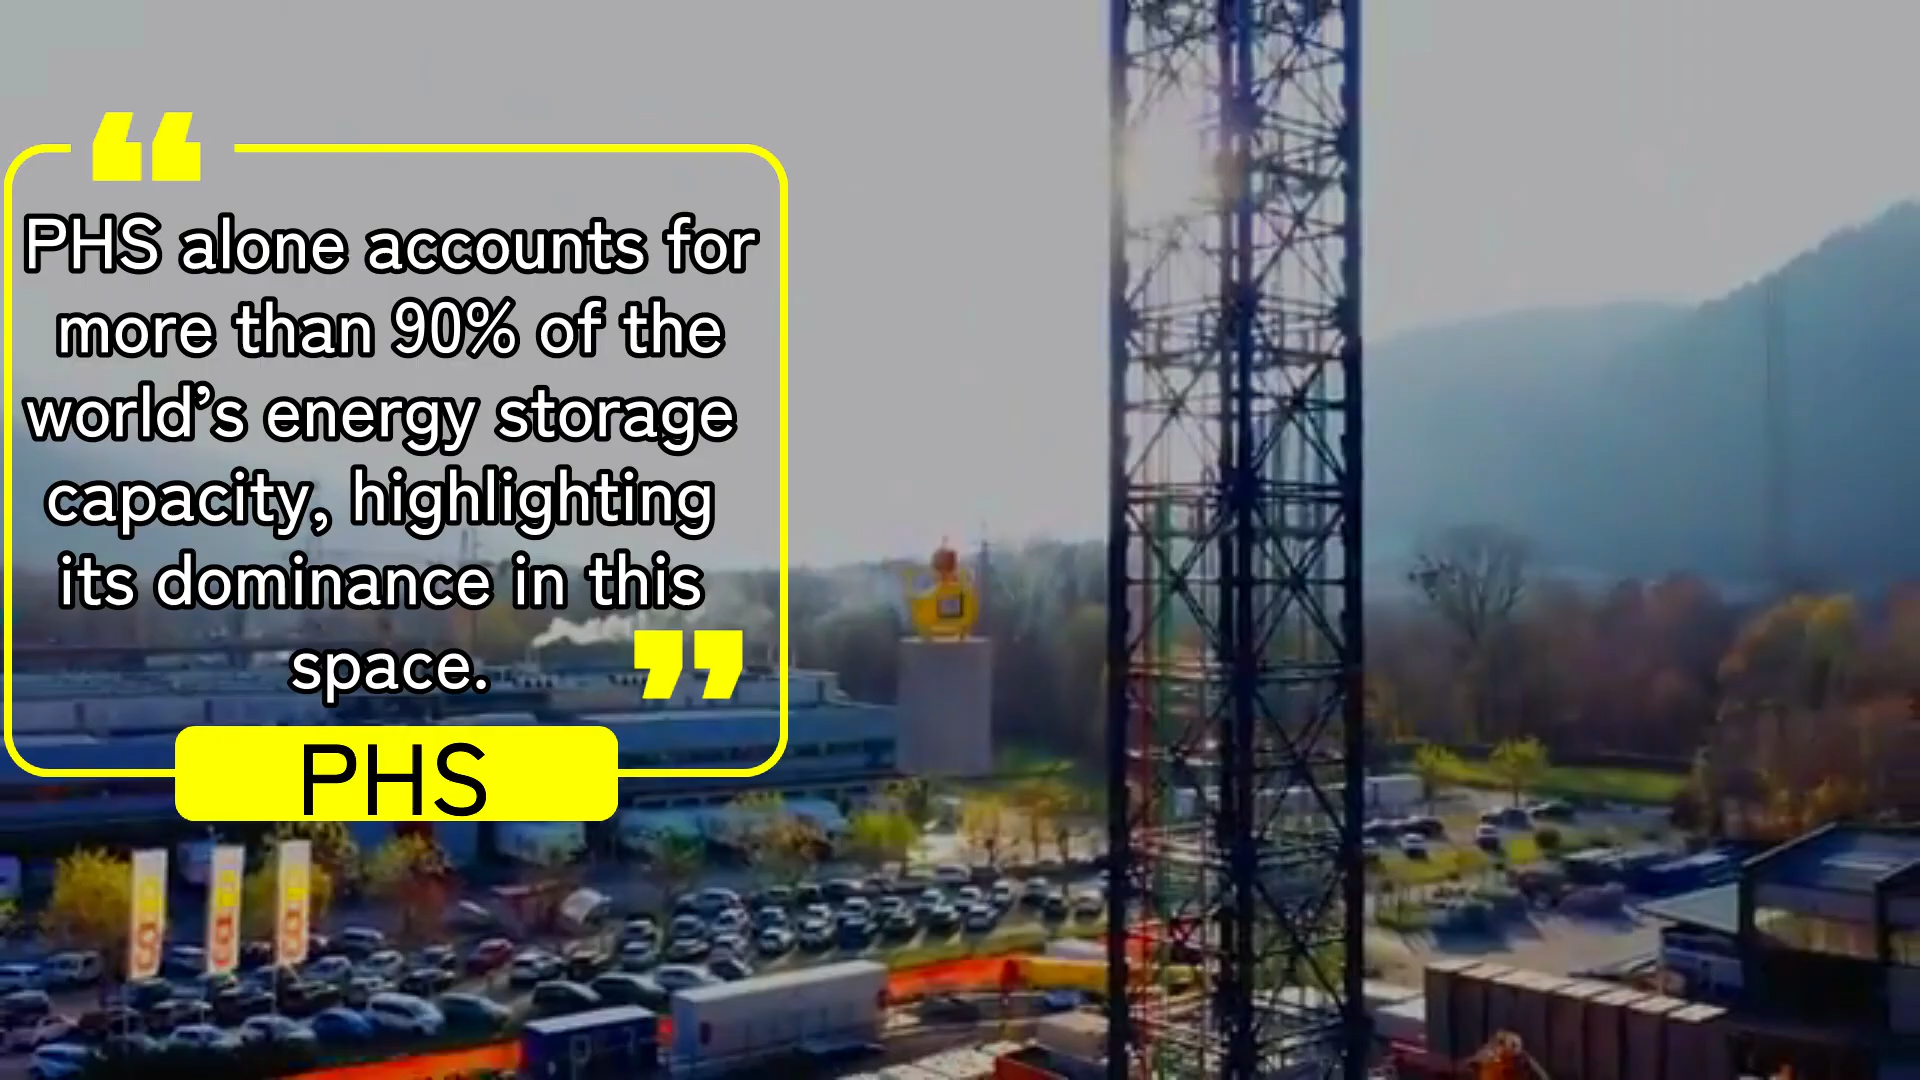 “
PHS alone accounts for
more than 90% of the
world’s energy storage
capacity, highlighting
its dominance in this
space.
”
PHS